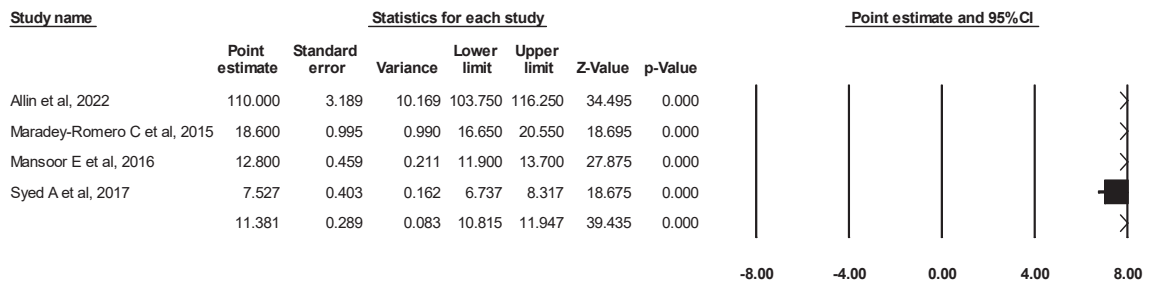 Study name Statistics for each study Point estimate and 95%CI
Point Standard Lower Upper
estimate error Variance limit limit Z-Value p-Value
Allin et al, 2022 110.000 3.189 10.169 103.750 116.250 34.495 0.000
Maradey-Romero C et al, 2015 18.600 0.995 0.990 16.650 20.550 18.695 0.000
Mansoor E et al, 2016 12.800 0.459 0.211 11.900 13.700 27.875 0.000
Syed A et al, 2017 7.527 0.403 0.162 6.737 8.317 18.675 0.000
11.381 0.289 0.083 10.815 11.947 39.435 0.000
-8.00 -4.00 0.00 4.00 8.00